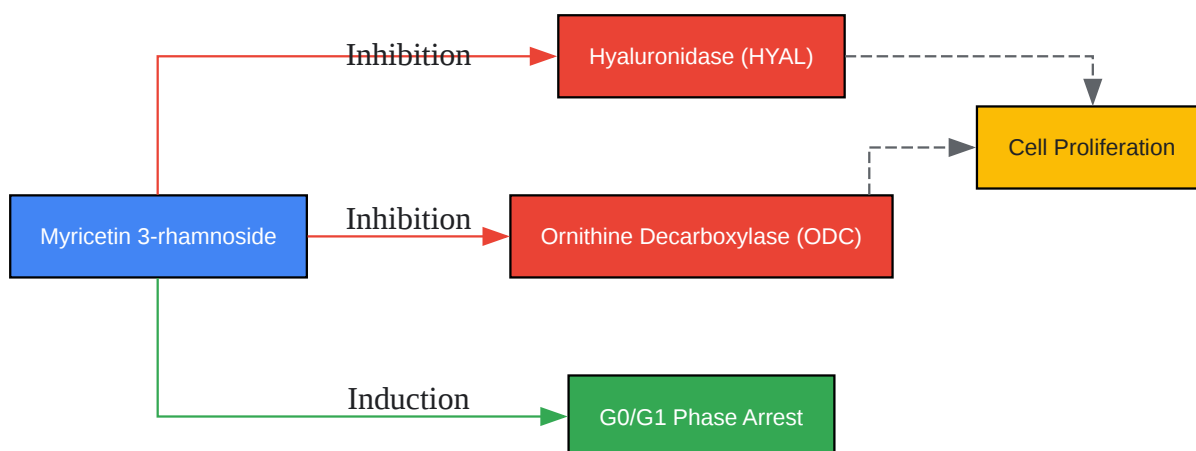 Inhibition
Hyaluronidase (HYAL)
Cell Proliferation
Myricetin 3-rhamnoside
Inhibition
Ornithine Decarboxylase (ODC)
Induction
G0/G1 Phase Arrest